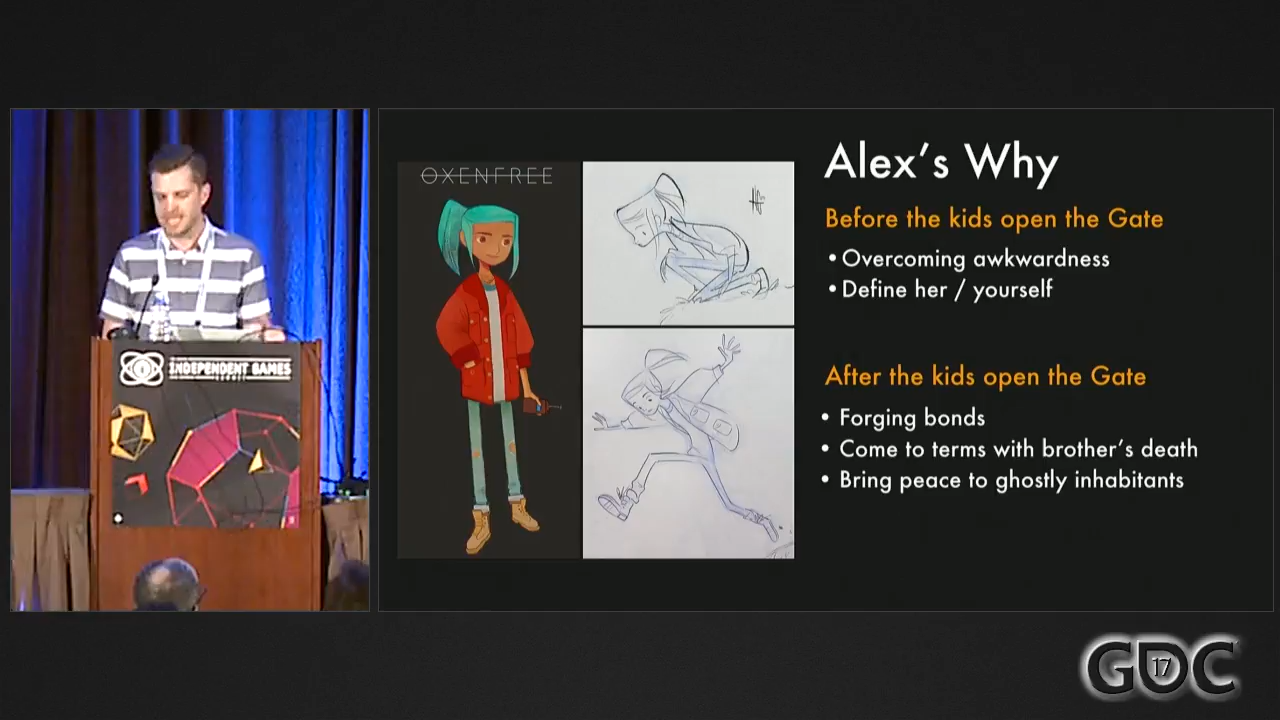 INDEPENDENT GAMES
OXENFREE
Alex's Why
Before the kids open the Gate
• Overcoming awkwardness
• Define her / yourself
After the kids open the Gate
• Forging bonds
• Come to terms with brother's death
• Bring peace to ghostly inhabitants
GDC
17